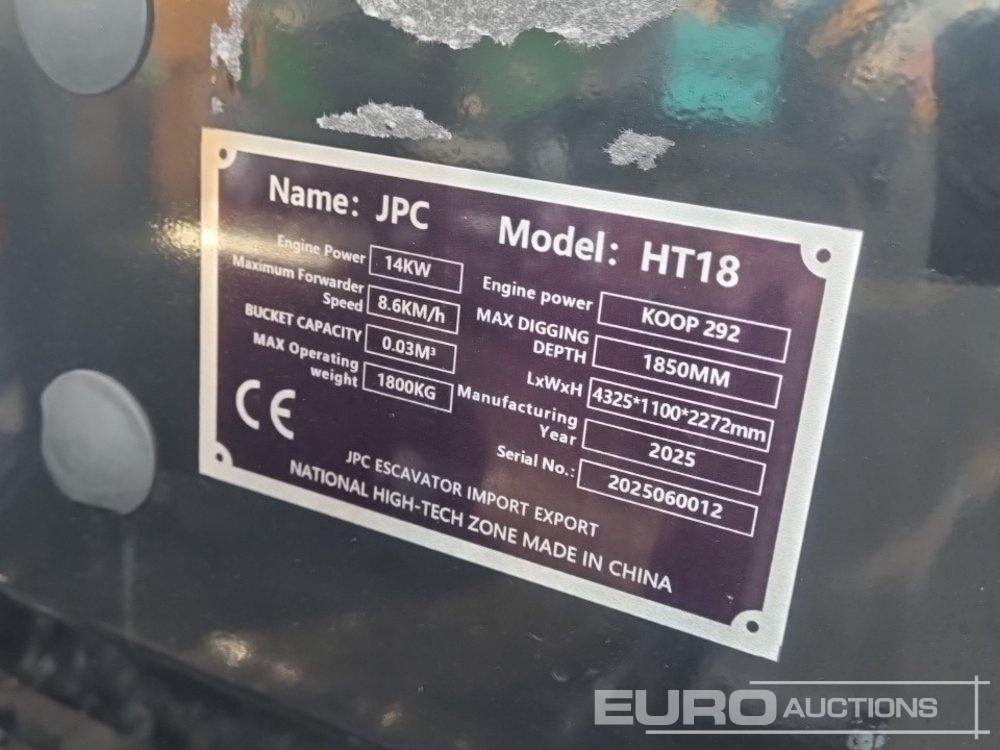 Name: JPC
Model: HT18
Engine Power 14KW
Maximum Forwarder
Speed 8.6KM/h
BUCKET CAPACITY 0.03M³
MAX Operating
weight 1800KG
Engine power KOOP 292
MAX DIGGING
DEPTH 1850MM
LxWxH 4325*1100*2272mm
Manufacturing
Year 2025
Serial No.: 2025060012
CE
JPC ESCAVATOR IMPORT EXPORT
NATIONAL HIGH-TECH ZONE MADE IN CHINA
EURO AUCTIONS